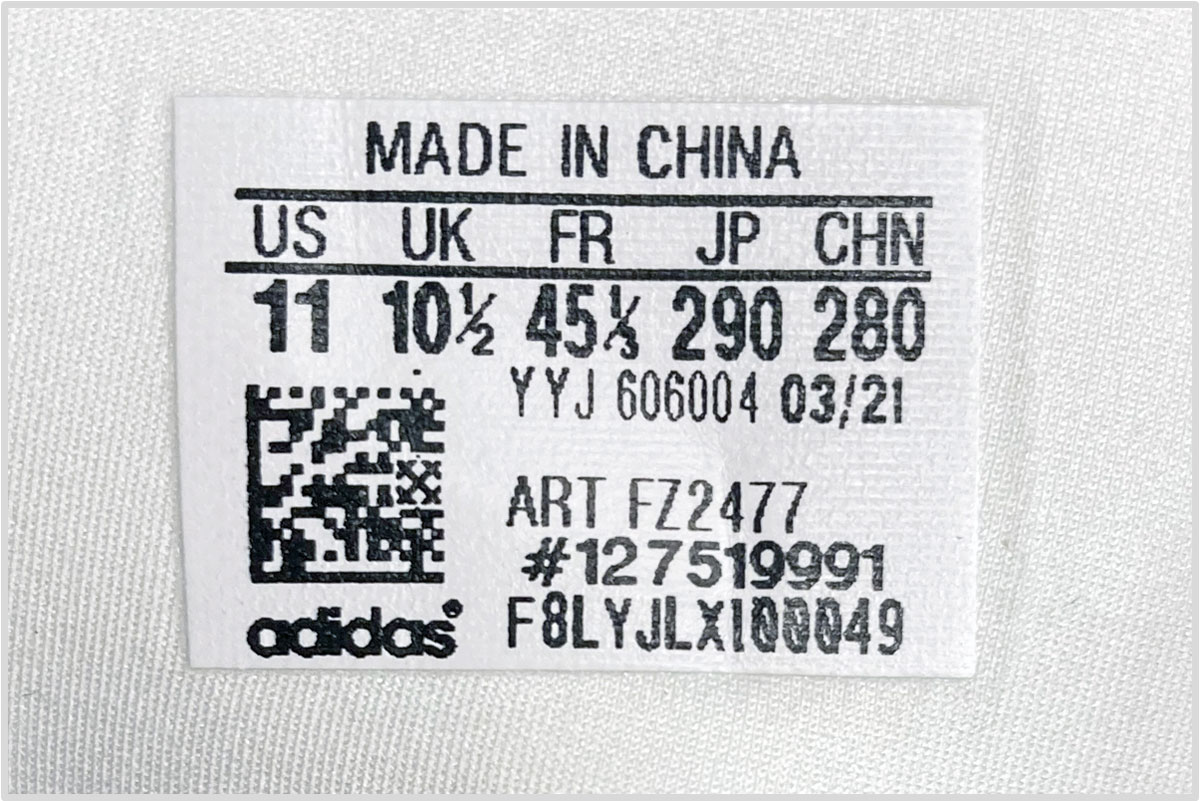 MADE IN CHINA
US UK FR JP CHN
11 10½ 45⅓ 290 280
YYJ 606004 03/21
ART FZ2477
#127519991
adidas® F8LYJLX100049